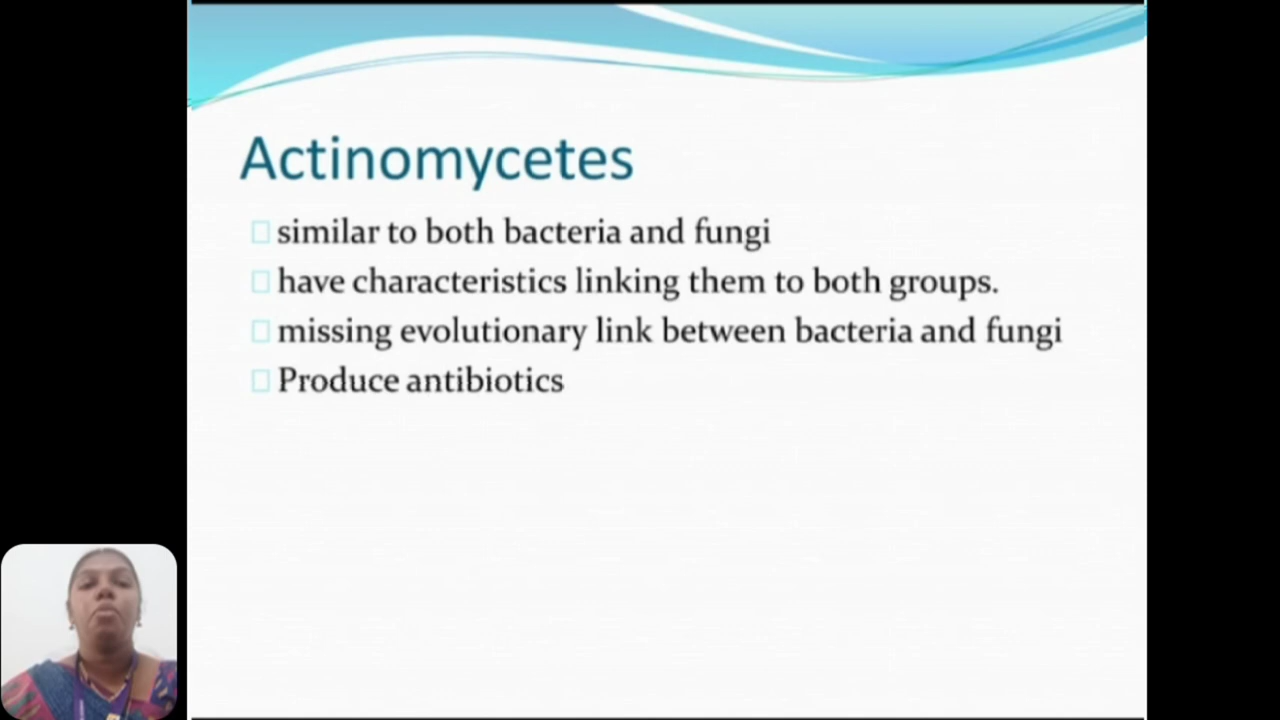 Actinomycetes
similar to both bacteria and fungi
have characteristics linking them to both groups.
missing evolutionary link between bacteria and fungi
Produce antibiotics